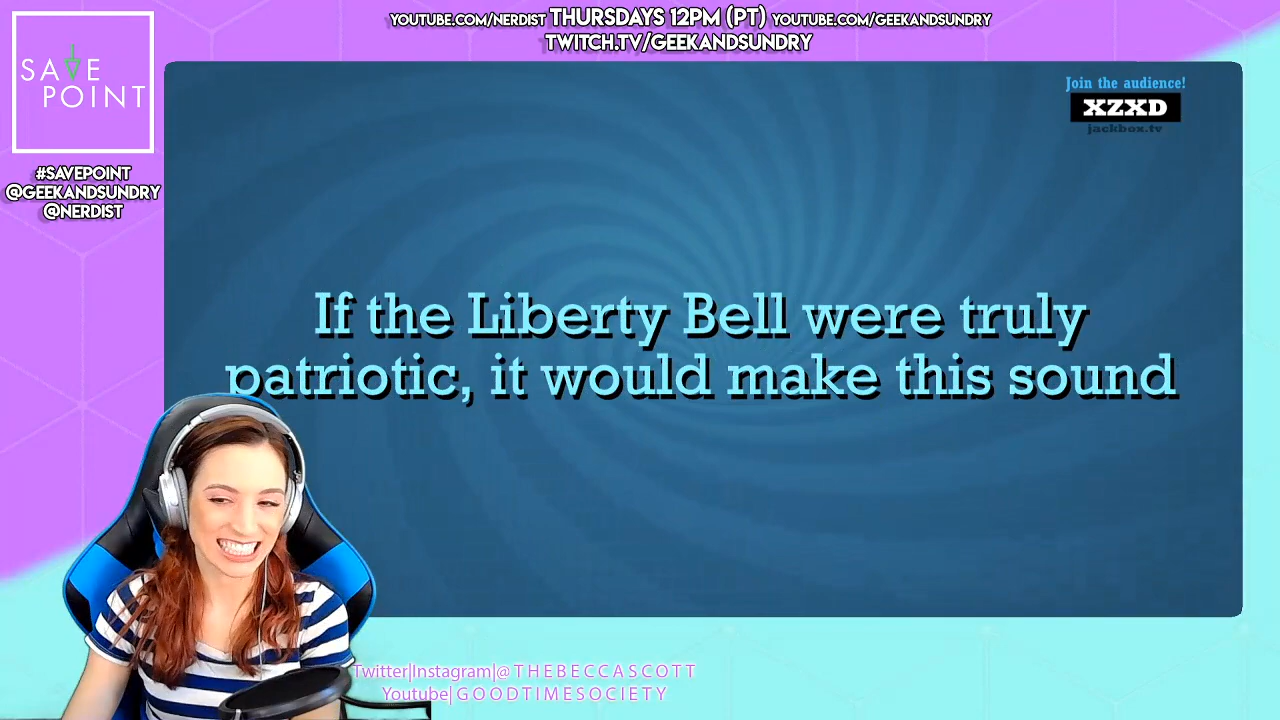 YOUTUBE.COM/NERDIST THURSDAYS 12PM (PT) YOUTUBE.COM/GEEKANDSUNDRY
TWITCH.TV/GEEKANDSUNDRY
SAVE
POINT
#SAVEPOINT
@GEEKANDSUNDRY
@NERDIST
Join the audience!
XZXD
jackbox.tv
If the Liberty Bell were truly
patriotic, it would make this sound
Twitter|Instagram|@THEBECCASCOTT
Youtube|GOODTIMESOCIETY